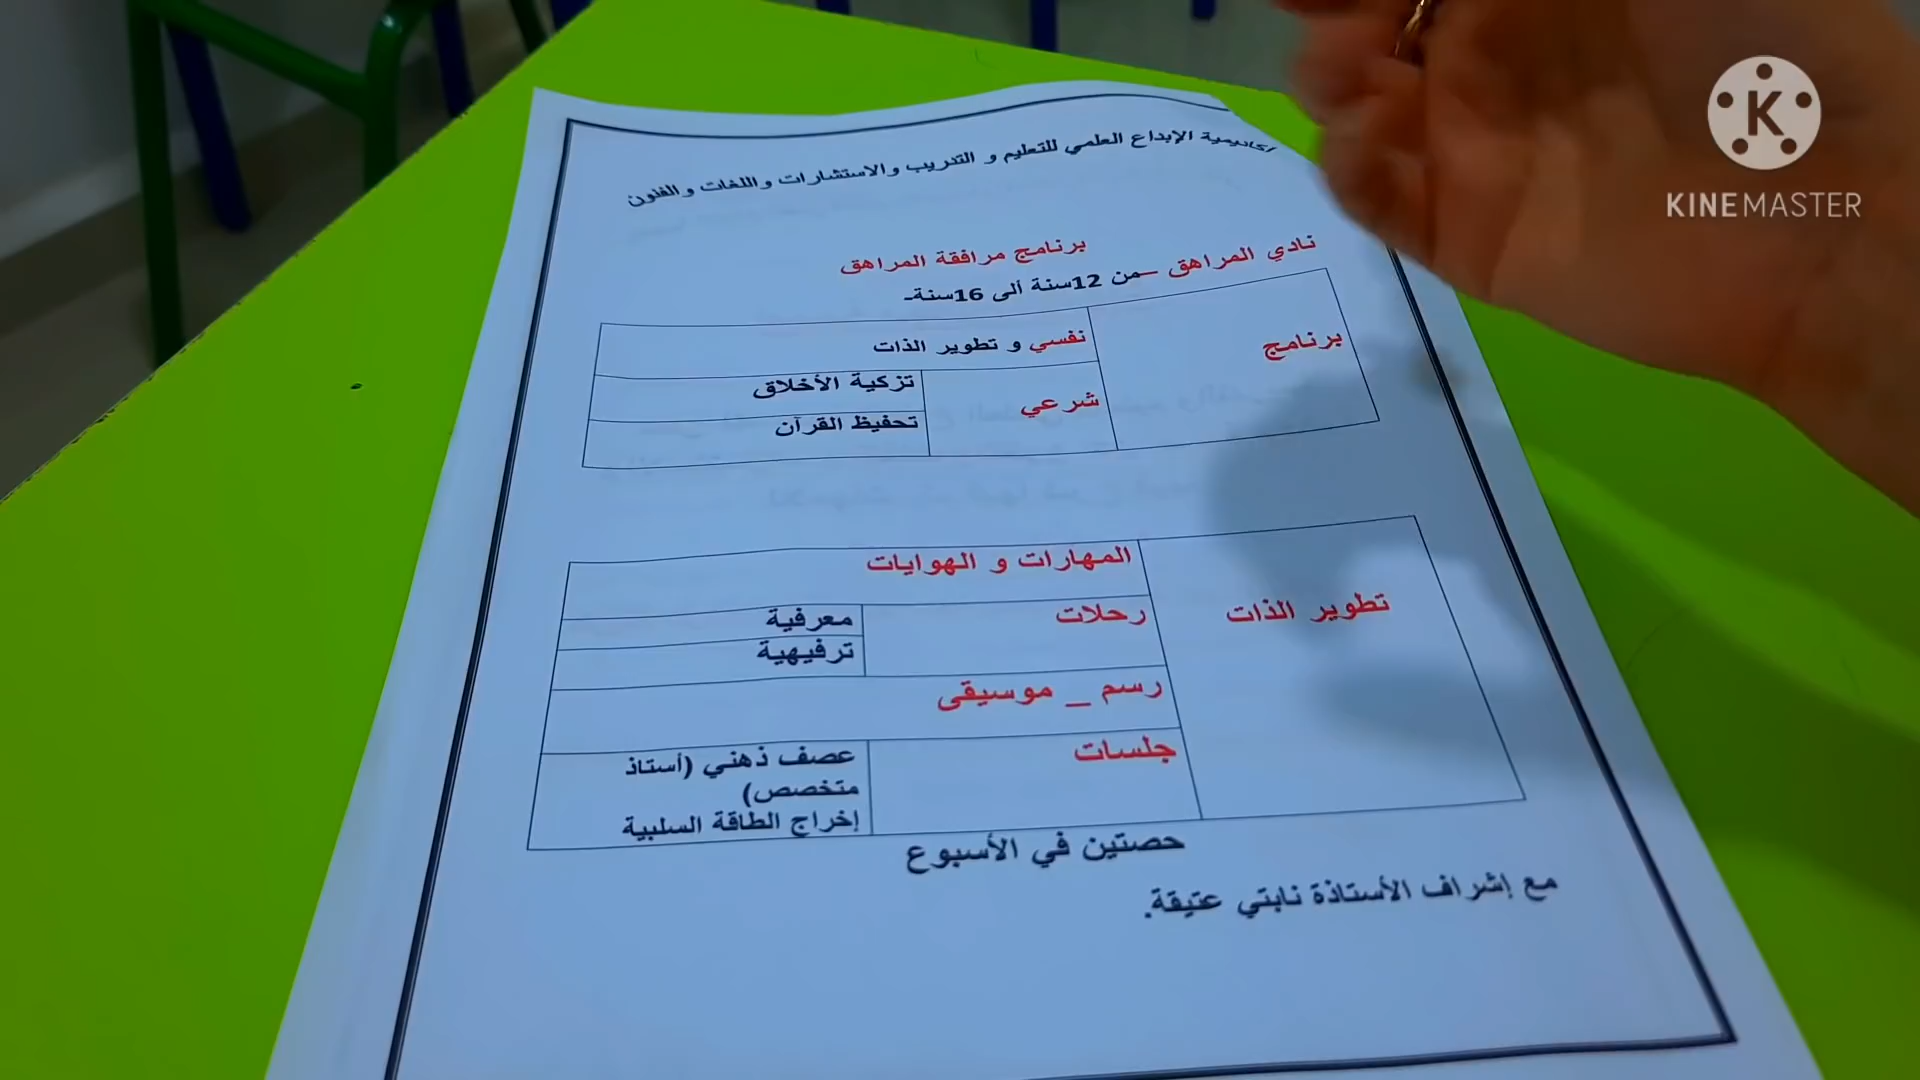 اكاديمية الإبداع العلمي للتعليم و التدريب والاستشارات واللغات والفنون
برنامج مرافقة المراهق
نادي المراهق –من 12سنة ألى 16سنة-
برنامج
نفسي و تطوير الذات
شرعي
تزكية الأخلاق
تحفيظ القرآن
تطوير الذات
المهارات و الهوايات
رحلات
معرفية
ترفيهية
رسم _ موسيقى
جلسات
عصف ذهني (أستاذ
متخصص)
إخراج الطاقة السلبية
حصتين في الأسبوع
مع إشراف الأستاذة نابتي عتيقة.
K
KINEMASTER